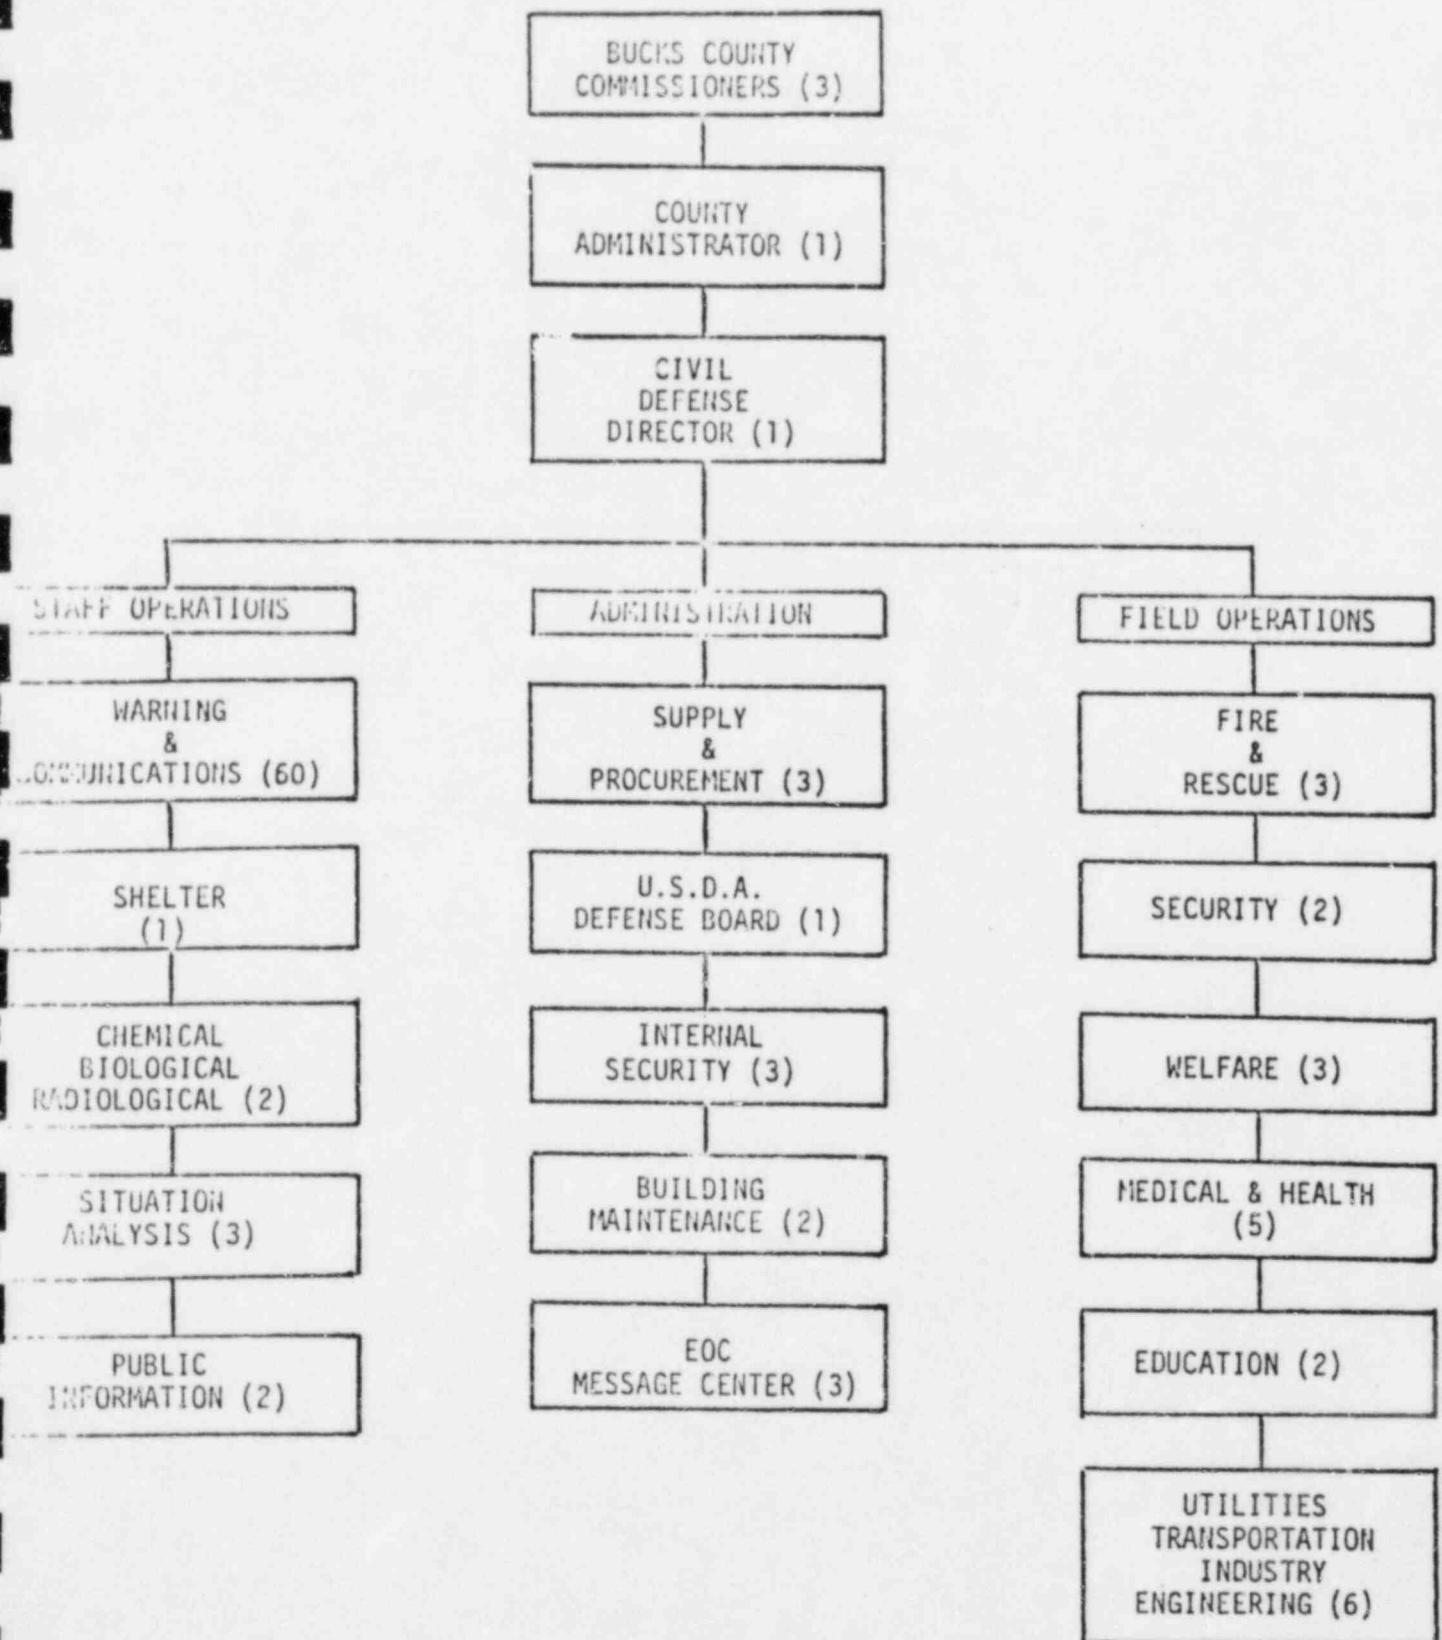 BUCKS COUNTY
COMMISSIONERS (3)
COUNTY
ADMINISTRATOR (1)
CIVIL
DEFENSE
DIRECTOR (1)
STAFF OPERATIONS
WARNING
&
COMMUNICATIONS (60)
SHELTER
(1)
CHEMICAL
BIOLOGICAL
RADIOLOGICAL (2)
SITUATION
ANALYSIS (3)
PUBLIC
INFORMATION (2)
ADMINISTRATION
SUPPLY
&
PROCUREMENT (3)
U.S.D.A.
DEFENSE BOARD (1)
INTERNAL
SECURITY (3)
BUILDING
MAINTENANCE (2)
EOC
MESSAGE CENTER (3)
FIELD OPERATIONS
FIRE
&
RESCUE (3)
SECURITY (2)
WELFARE (3)
MEDICAL & HEALTH
(5)
EDUCATION (2)
UTILITIES
TRANSPORTATION
INDUSTRY
ENGINEERING (6)